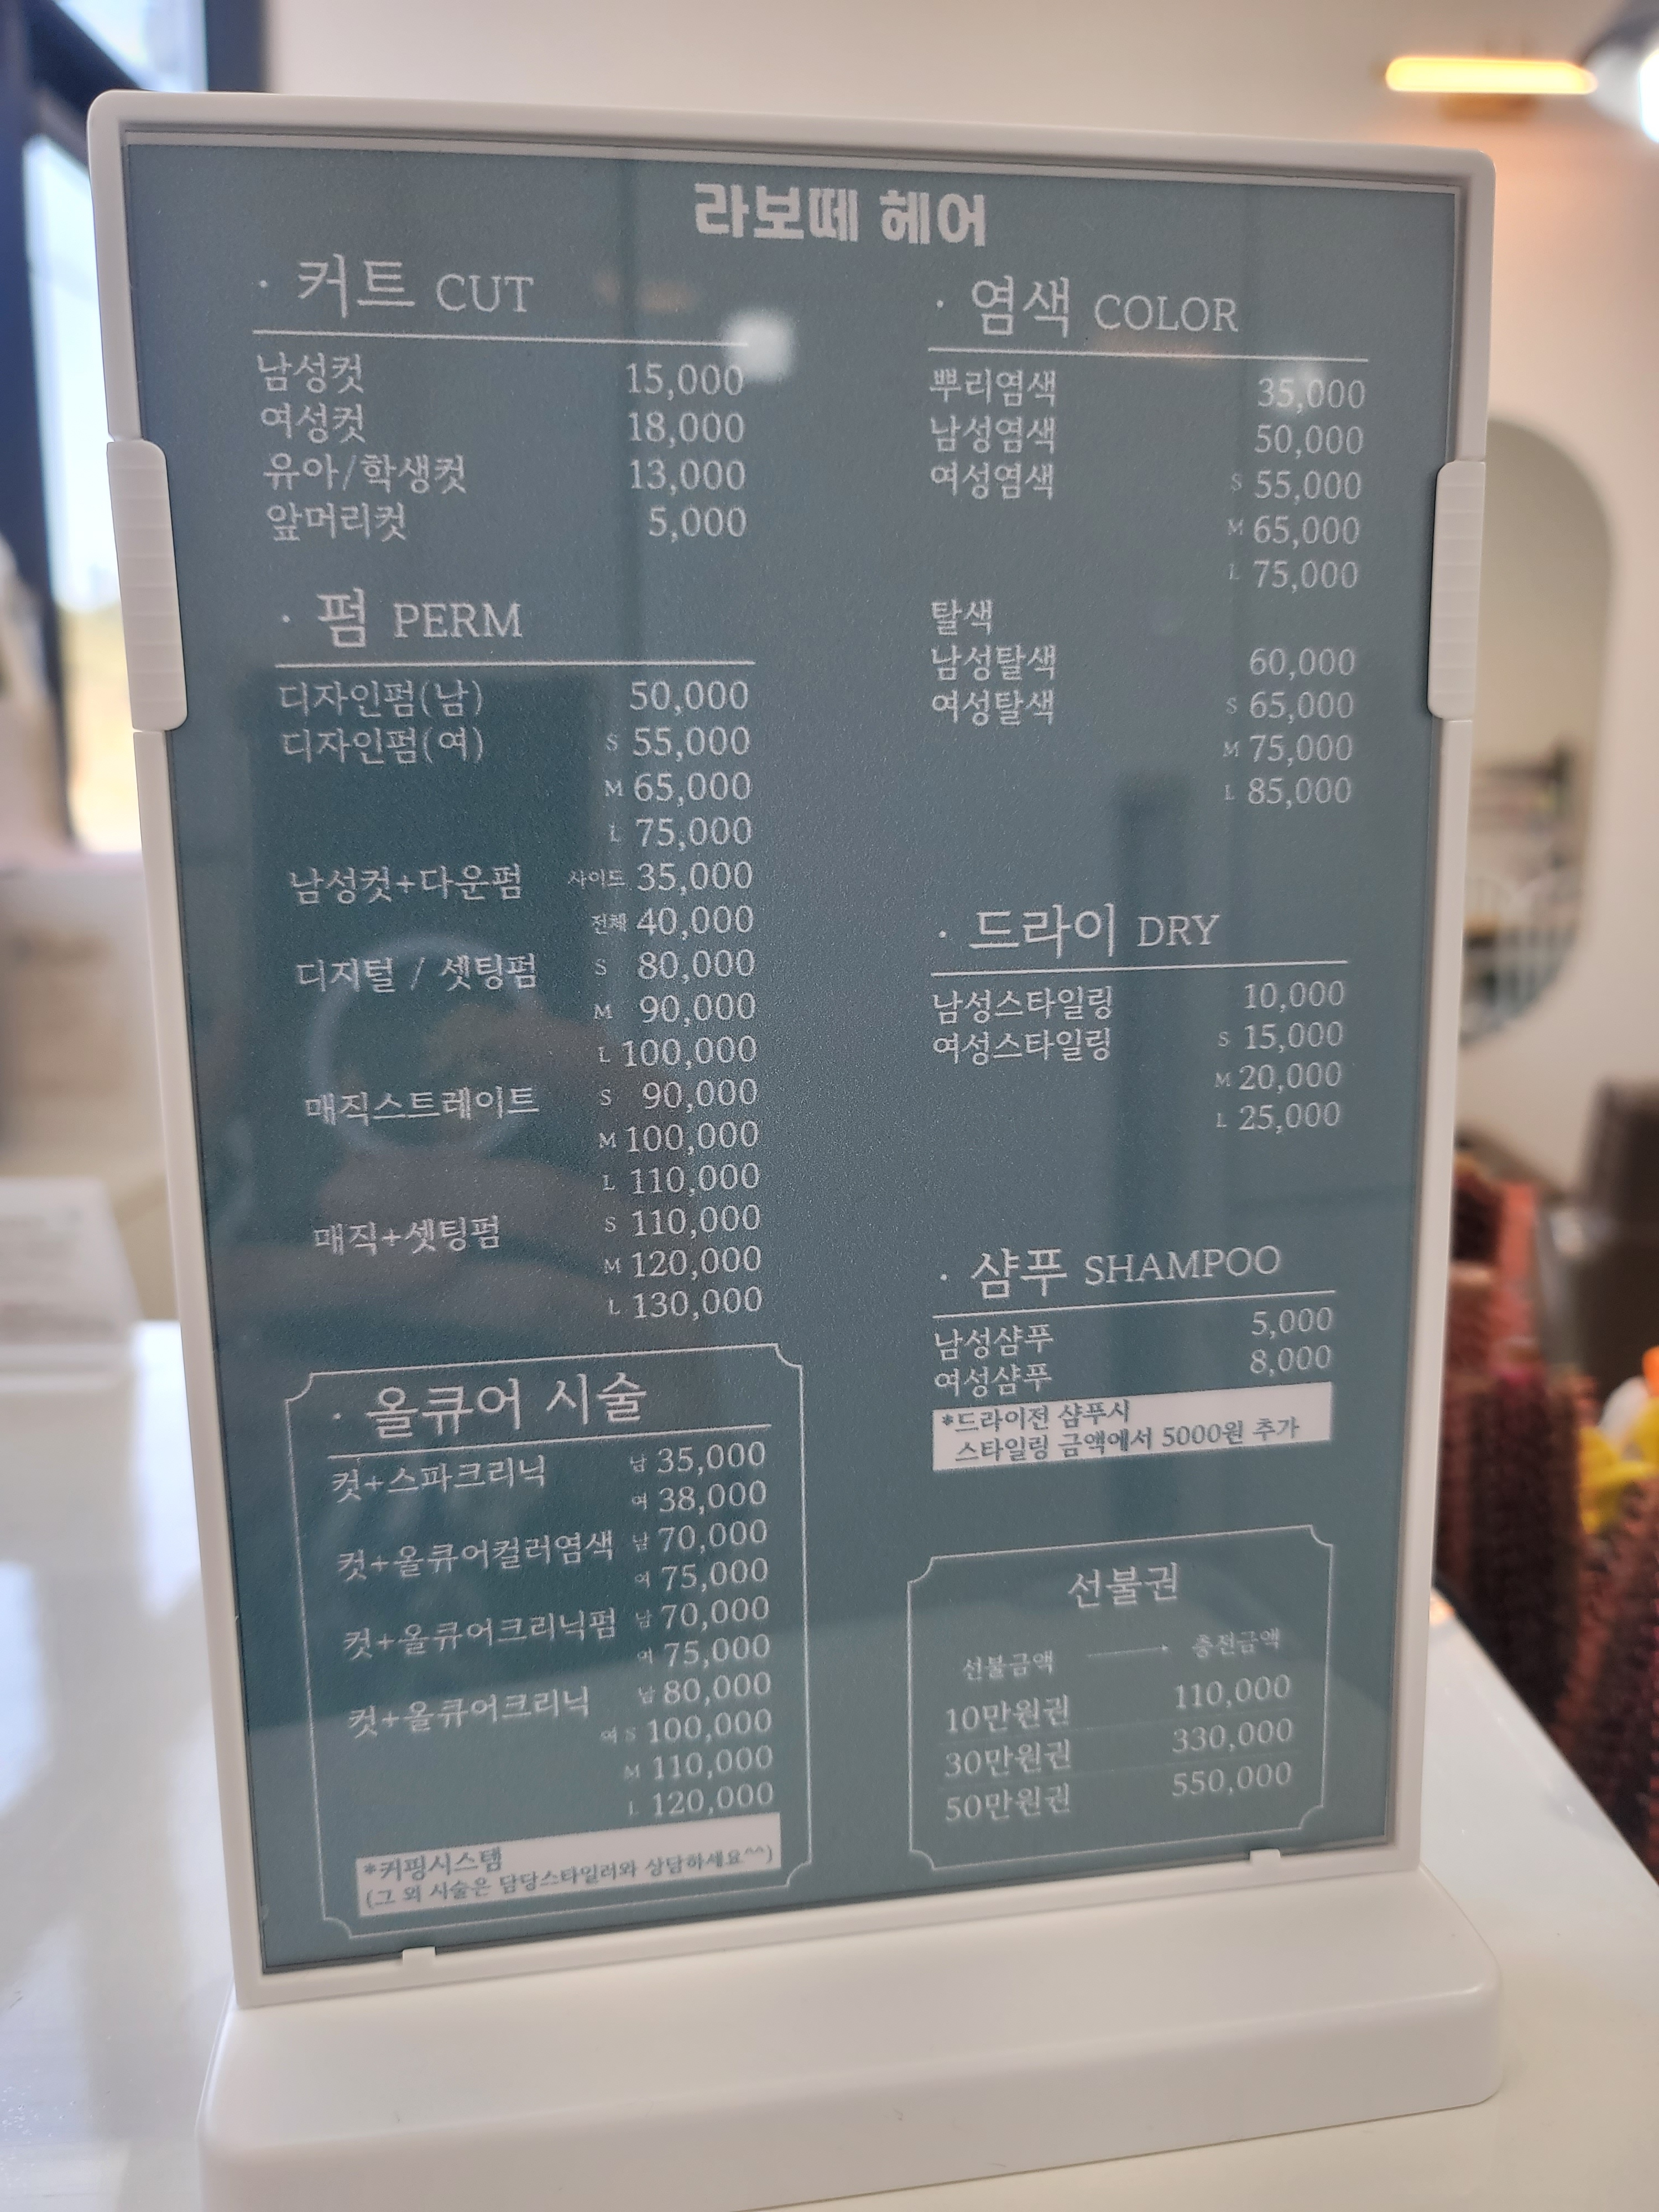 라보떼 헤어
· 커트 CUT
남성컷 15,000
여성컷 18,000
유아/학생컷 13,000
앞머리컷 5,000
· 펌 PERM
디자인펌(남) 50,000
디자인펌(여) S 55,000
M 65,000
L 75,000
남성컷+다운펌 사이드 35,000
전체 40,000
디지털 / 셋팅펌 S 80,000
M 90,000
L 100,000
매직스트레이트 S 90,000
M 100,000
L 110,000
매직+셋팅펌 S 110,000
M 120,000
L 130,000
· 올큐어 시술
컷+스파크리닉 남 35,000
여 38,000
컷+올큐어컬러염색 남 70,000
여 75,000
컷+올큐어크리닉펌 남 70,000
여 75,000
컷+올큐어크리닉 남 80,000
여 S 100,000
M 110,000
L 120,000
*커핑시스템
(그 외 시술은 담당스타일러와 상담하세요^^)
· 염색 COLOR
뿌리염색 35,000
남성염색 50,000
여성염색 S 55,000
M 65,000
L 75,000
탈색
남성탈색 60,000
여성탈색 S 65,000
M 75,000
L 85,000
· 드라이 DRY
남성스타일링 10,000
여성스타일링 S 15,000
M 20,000
L 25,000
· 샴푸 SHAMPOO
남성샴푸 5,000
여성샴푸 8,000
*드라이전 샴푸시
스타일링 금액에서 5000원 추가
선불권
선불금액 → 충전금액
10만원권 110,000
30만원권 330,000
50만원권 550,000